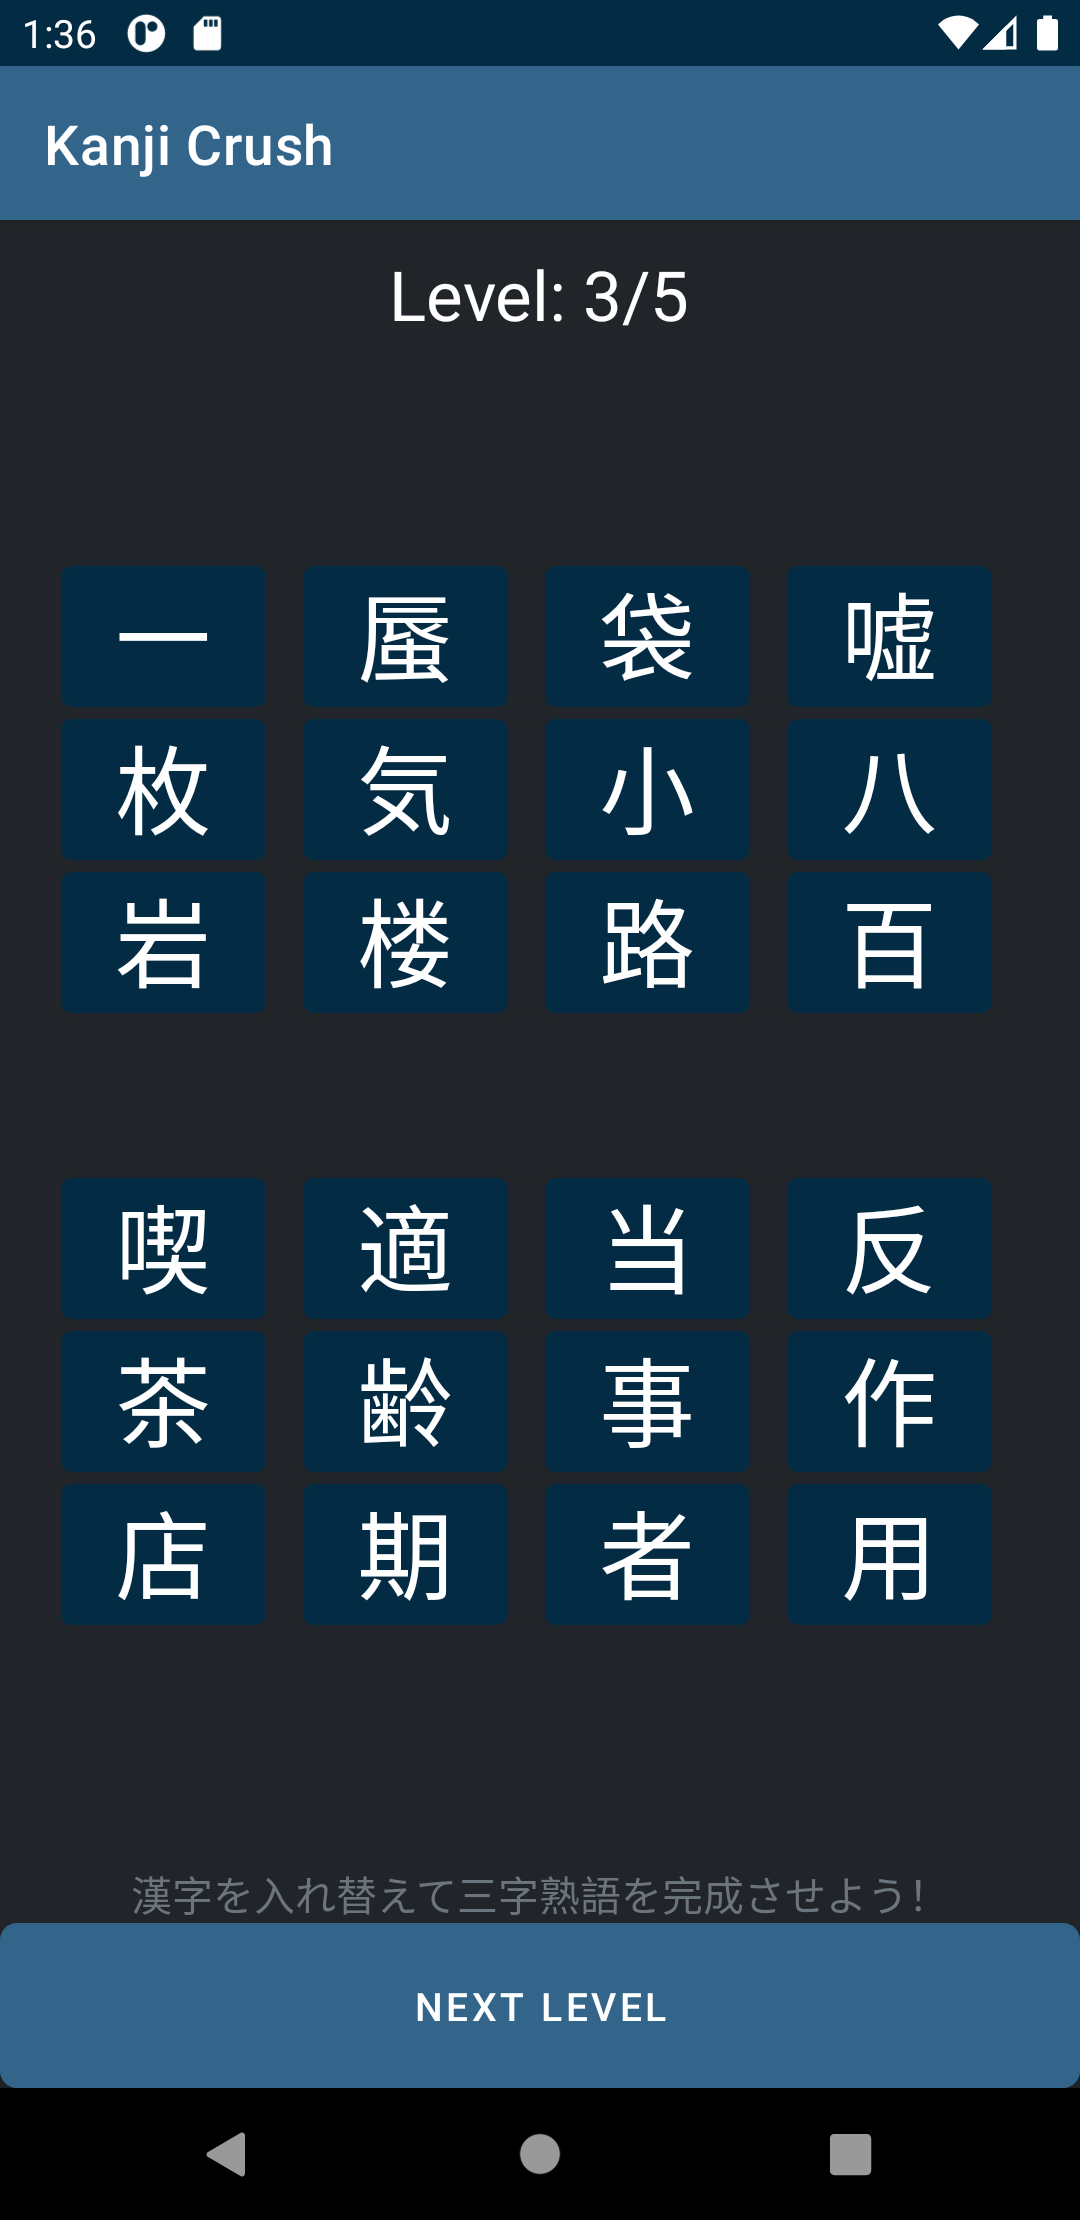 1:36
Kanji Crush
Level: 3/5
一 蜃 袋 嘘
枚 気 小 八
岩 楼 路 百
喫 適 当 反
茶 齢 事 作
店 期 者 用
漢字を入れ替えて三字熟語を完成させよう!
NEXT LEVEL